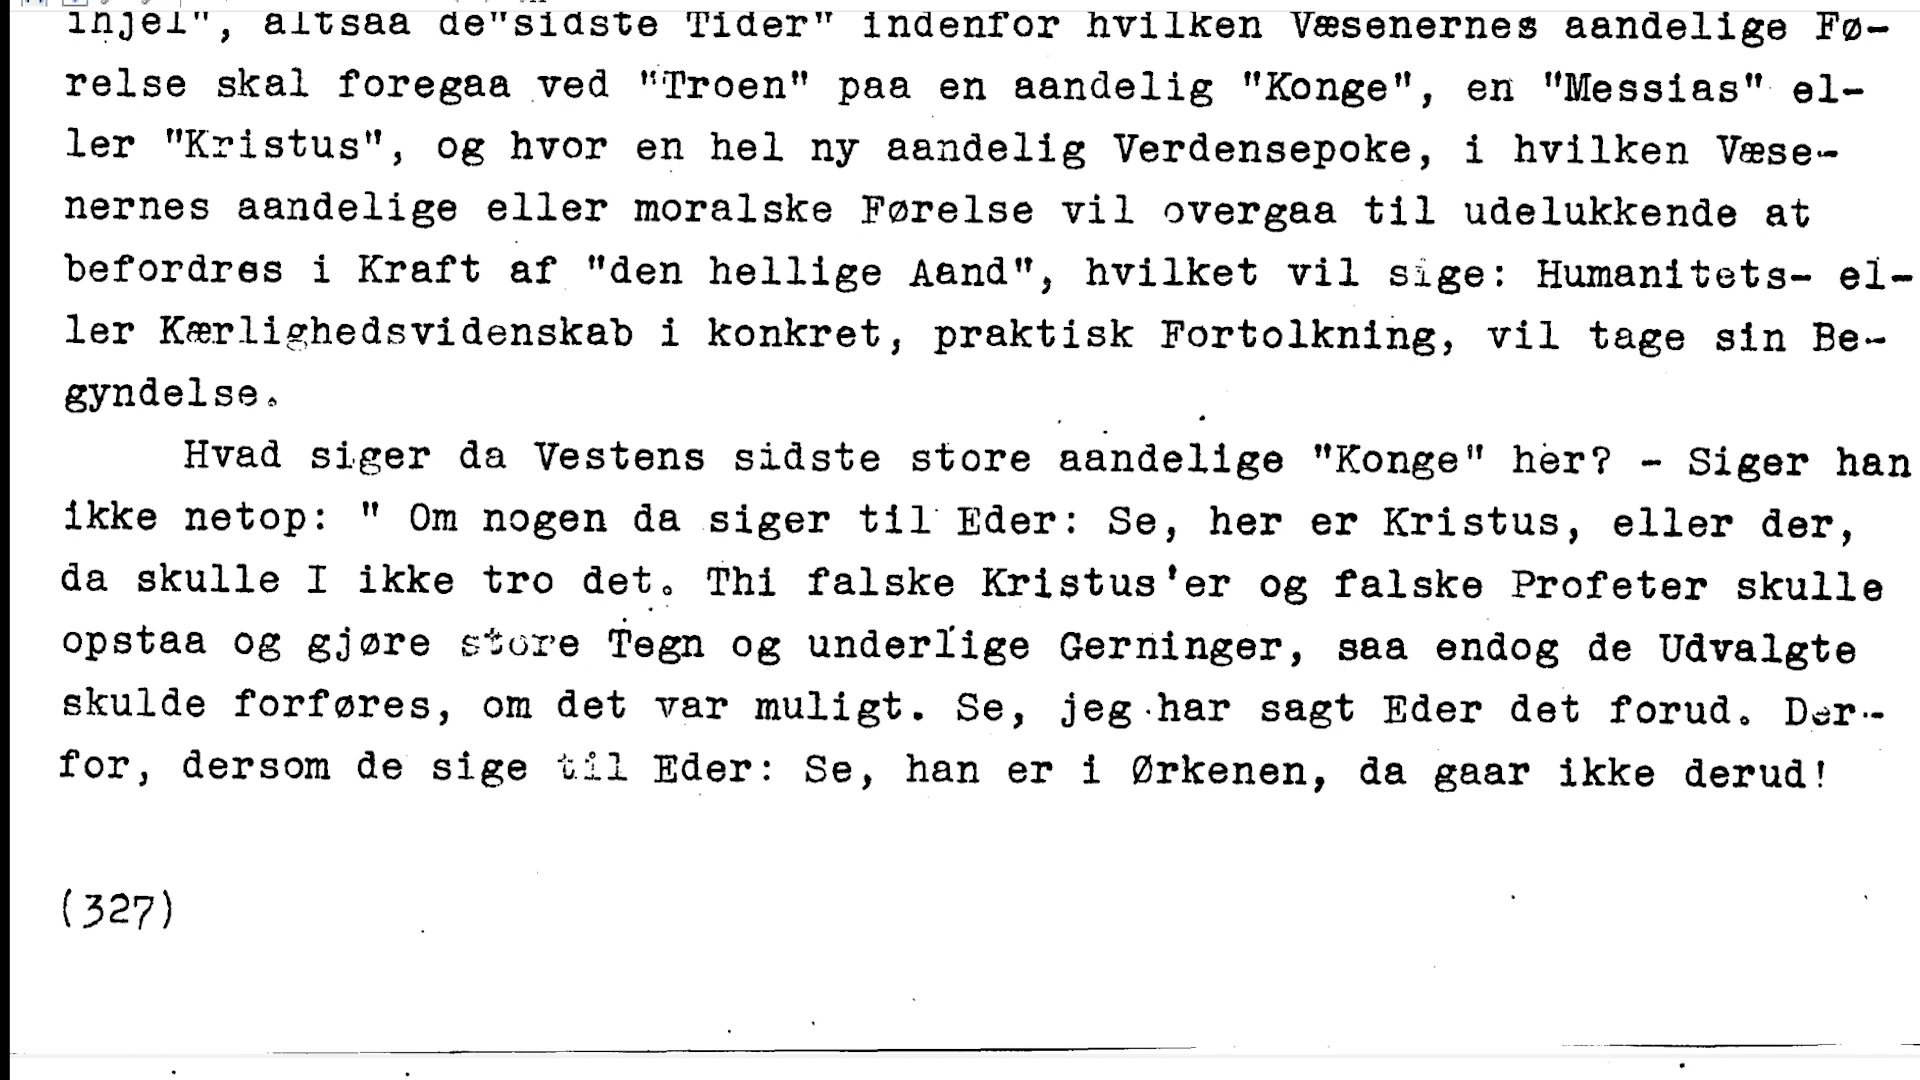 injel", altsaa de"sidste Tider" indenfor hvilken Væsenernes aandelige Fø-
relse skal foregaa ved "Troen" paa en aandelig "Konge", en "Messias" el-
ler "Kristus", og hvor en hel ny aandelig Verdensepoke, i hvilken Væse-
nernes aandelige eller moralske Førelse vil overgaa til udelukkende at
befordres i Kraft af "den hellige Aand", hvilket vil sige: Humanitets- el-
ler Kærlighedsvidenskab i konkret, praktisk Fortolkning, vil tage sin Be-
gyndelse.
Hvad siger da Vestens sidste store aandelige "Konge" her? - Siger han
ikke netop: " Om nogen da siger til Eder: Se, her er Kristus, eller der,
da skulle I ikke tro det. Thi falske Kristus'er og falske Profeter skulle
opstaa og gjøre store Tegn og underlige Gerninger, saa endog de Udvalgte
skulde forføres, om det var muligt. Se, jeg har sagt Eder det forud. Der-
for, dersom de sige til Eder: Se, han er i Ørkenen, da gaar ikke derud!
(327)